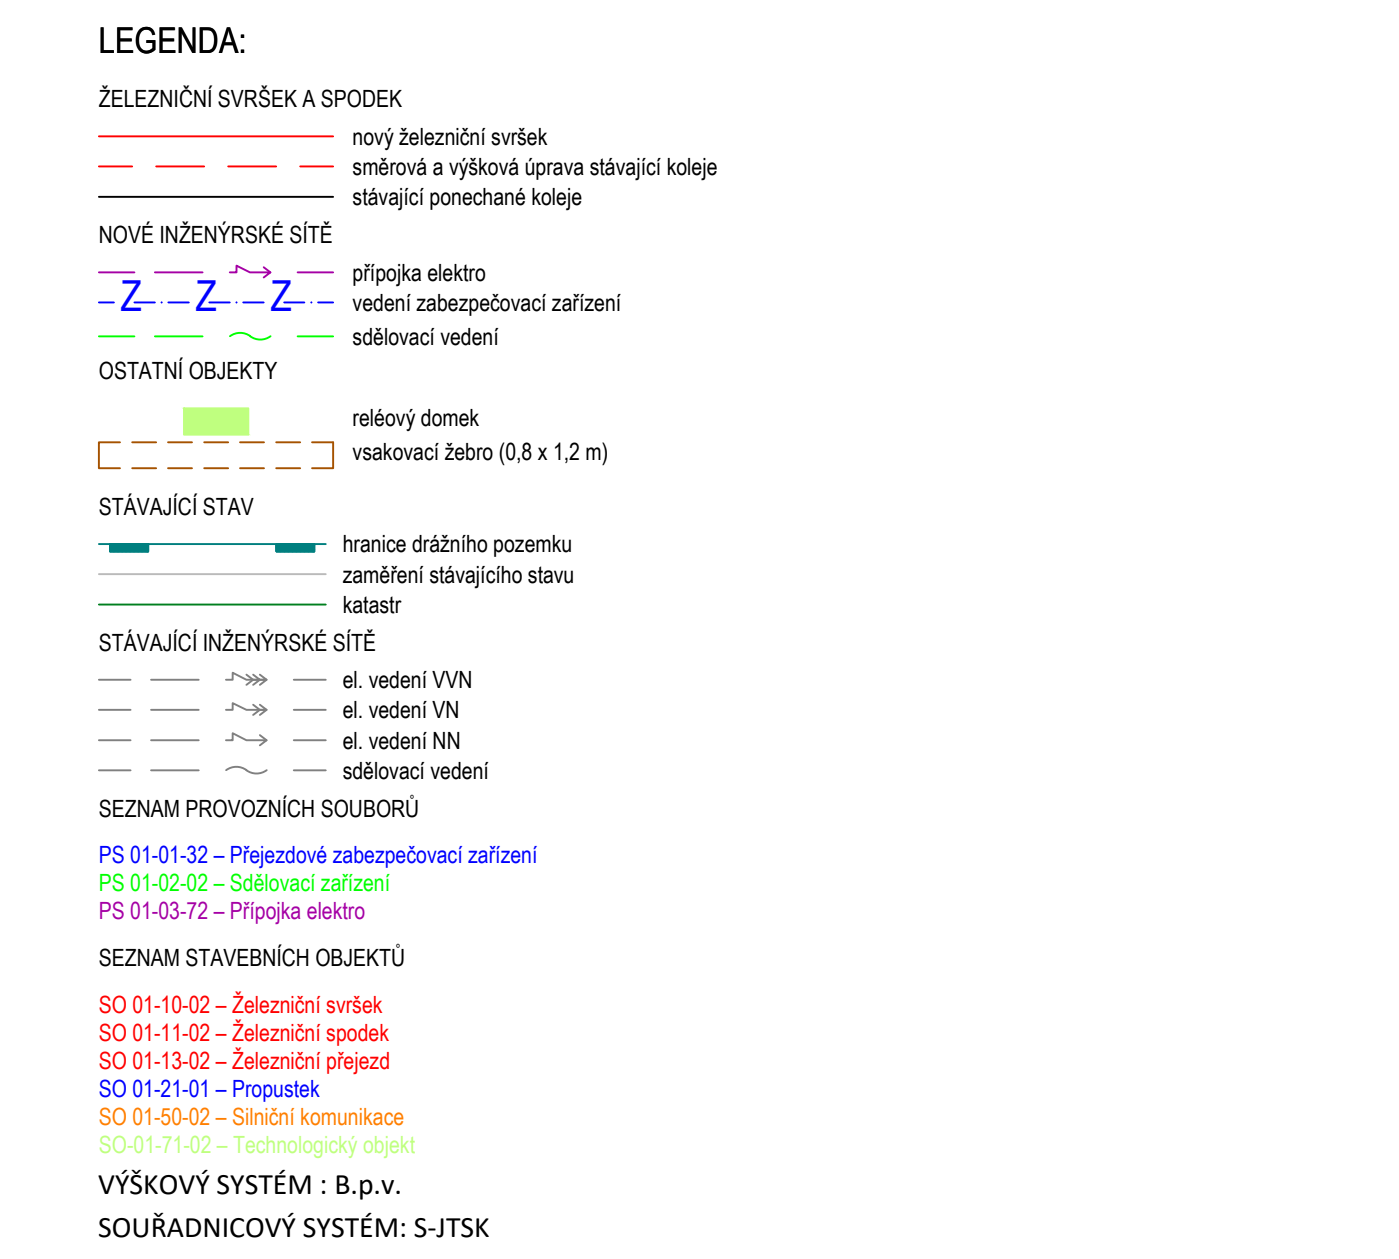 LEGENDA:
ŽELEZNIČNÍ SVRŠEK A SPODEK
nový železniční svršek
směrová a výšková úprava stávající koleje
stávající ponechané koleje
NOVÉ INŽENÝRSKÉ SÍTĚ
přípojka elektro
Z Z Z vedení zabezpečovací zařízení
sdělovací vedení
OSTATNÍ OBJEKTY
reléový domek
vsakovací žebro (0,8 x 1,2 m)
STÁVAJÍCÍ STAV
hranice drážního pozemku
zaměření stávajícího stavu
katastr
STÁVAJÍCÍ INŽENÝRSKÉ SÍTĚ
el. vedení VVN
el. vedení VN
el. vedení NN
sdělovací vedení
SEZNAM PROVOZNÍCH SOUBORŮ
PS 01-01-32 – Přejezdové zabezpečovací zařízení
PS 01-02-02 – Sdělovací zařízení
PS 01-03-72 – Přípojka elektro
SEZNAM STAVEBNÍCH OBJEKTŮ
SO 01-10-02 – Železniční svršek
SO 01-11-02 – Železniční spodek
SO 01-13-02 – Železniční přejezd
SO 01-21-01 – Propustek
SO 01-50-02 – Silniční komunikace
SO-01-71-02 – Technologický objekt
VÝŠKOVÝ SYSTÉM : B.p.v.
SOUŘADNICOVÝ SYSTÉM: S-JTSK